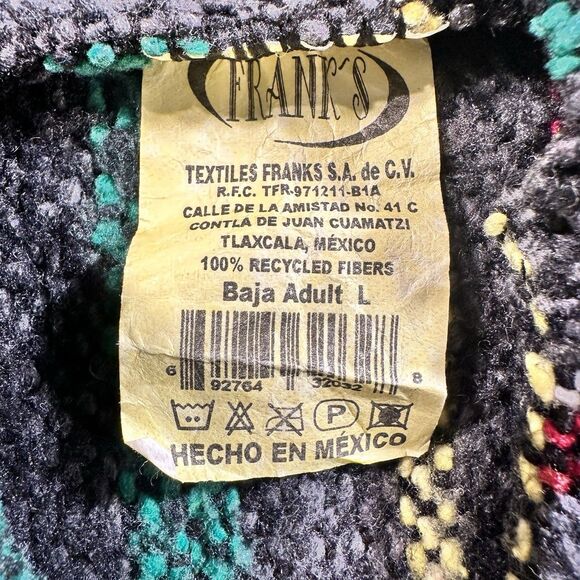 FRANK´S
TEXTILES FRANKS S.A. de C.V.
R.F.C. TFR-971211-B1A
CALLE DE LA AMISTAD No. 41 C
CONTLA DE JUAN CUAMATZI
TLAXCALA, MÉXICO
100% RECYCLED FIBERS
Baja Adult L
6 92764 32032 8
P
HECHO EN MÉXICO